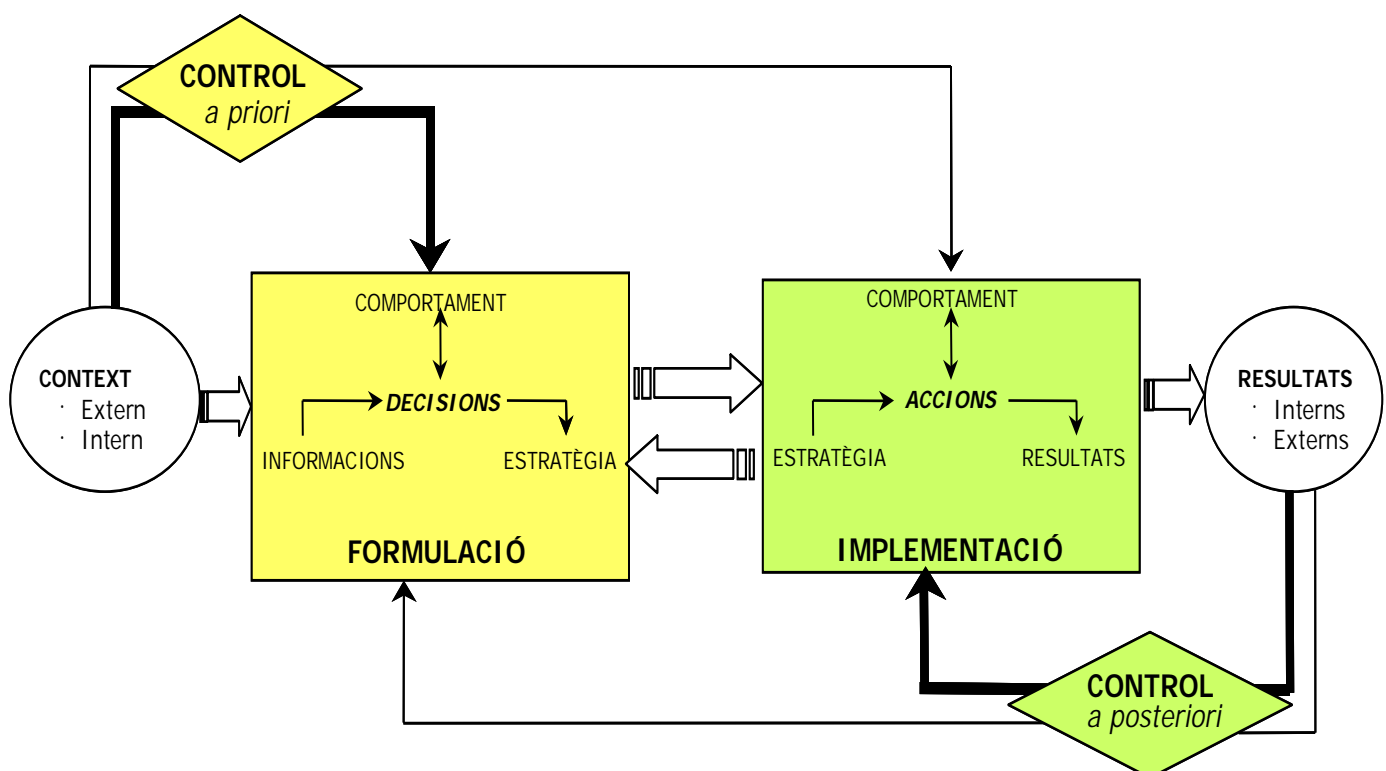 CONTROL
a priori
COMPORTAMENT
COMPORTAMENT
CONTEXT
· Extern
· Intern
DECISIONS
ACCIONS
RESULTATS
· Interns
· Externs
INFORMACIONS
ESTRATÈGIA
ESTRATÈGIA
RESULTATS
FORMULACIÓ
IMPLEMENTACIÓ
CONTROL
a posteriori